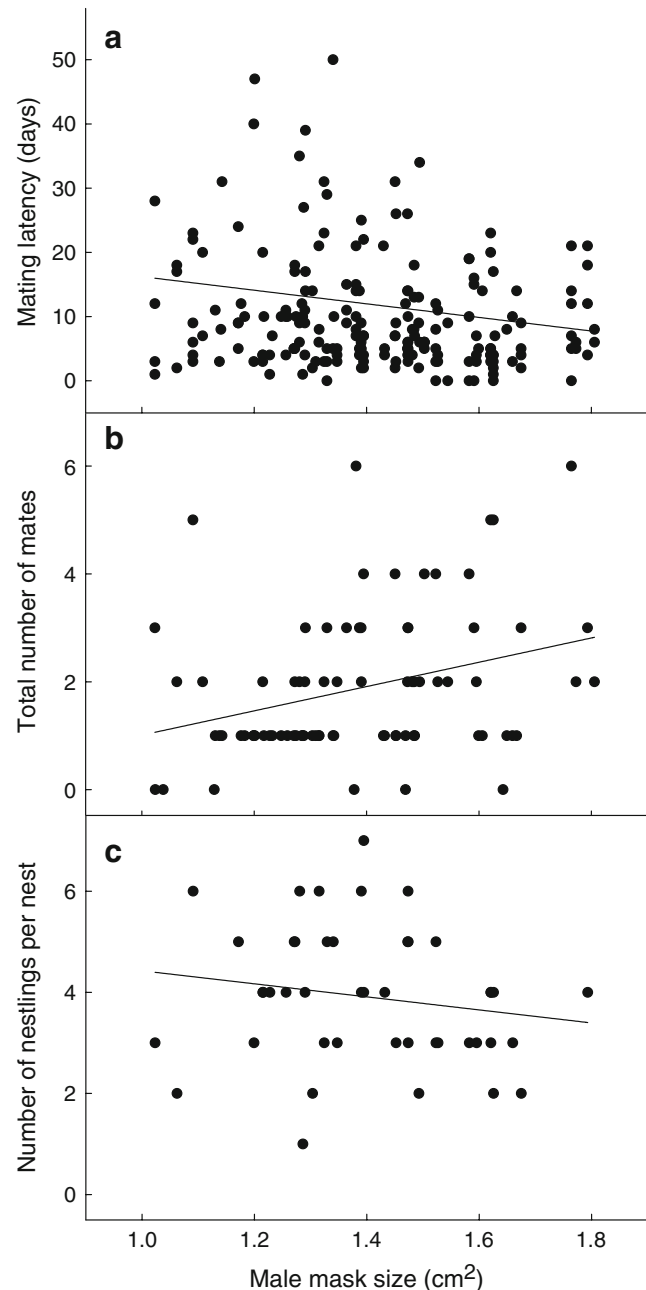 a
Mating latency (days)
50
40
30
20
10
0
b
Total number of mates
6
4
2
0
c
Number of nestlings per nest
6
4
2
0
1.0 1.2 1.4 1.6 1.8
Male mask size (cm²)